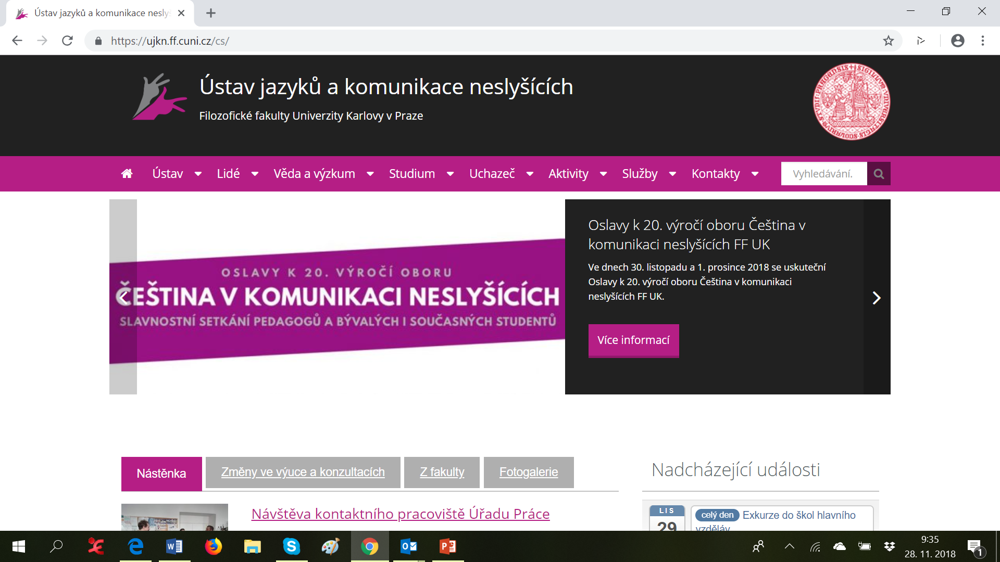 Ústav jazyků a komunikace nesly
https://ujkn.ff.cuni.cz/cs/
Ústav jazyků a komunikace neslyšících
Filozofické fakulty Univerzity Karlovy v Praze
Ústav Lidé Věda a výzkum Studium Uchazeč Aktivity Služby Kontakty Vyhledávání.
OSLAVY K 20. VÝROČÍ OBORU
ČEŠTINA V KOMUNIKACI NESLYŠÍCÍCH
SLAVNOSTNÍ SETKÁNÍ PEDAGOGŮ A BÝVALÝCH I SOUČASNÝCH STUDENTŮ
Oslavy k 20. výročí oboru Čeština v
komunikaci neslyšících FF UK
Ve dnech 30. listopadu a 1. prosince 2018 se uskuteční
Oslavy k 20. výročí oboru Čeština v komunikaci
neslyšících FF UK.
Více informací
Nástěnka Změny ve výuce a konzultacích Z fakulty Fotogalerie
Návštěva kontaktního pracoviště Úřadu Práce
Nadcházející události
LIS
29
celý den Exkurze do škol hlavního
vzděláv
9:35
28. 11. 2018
1